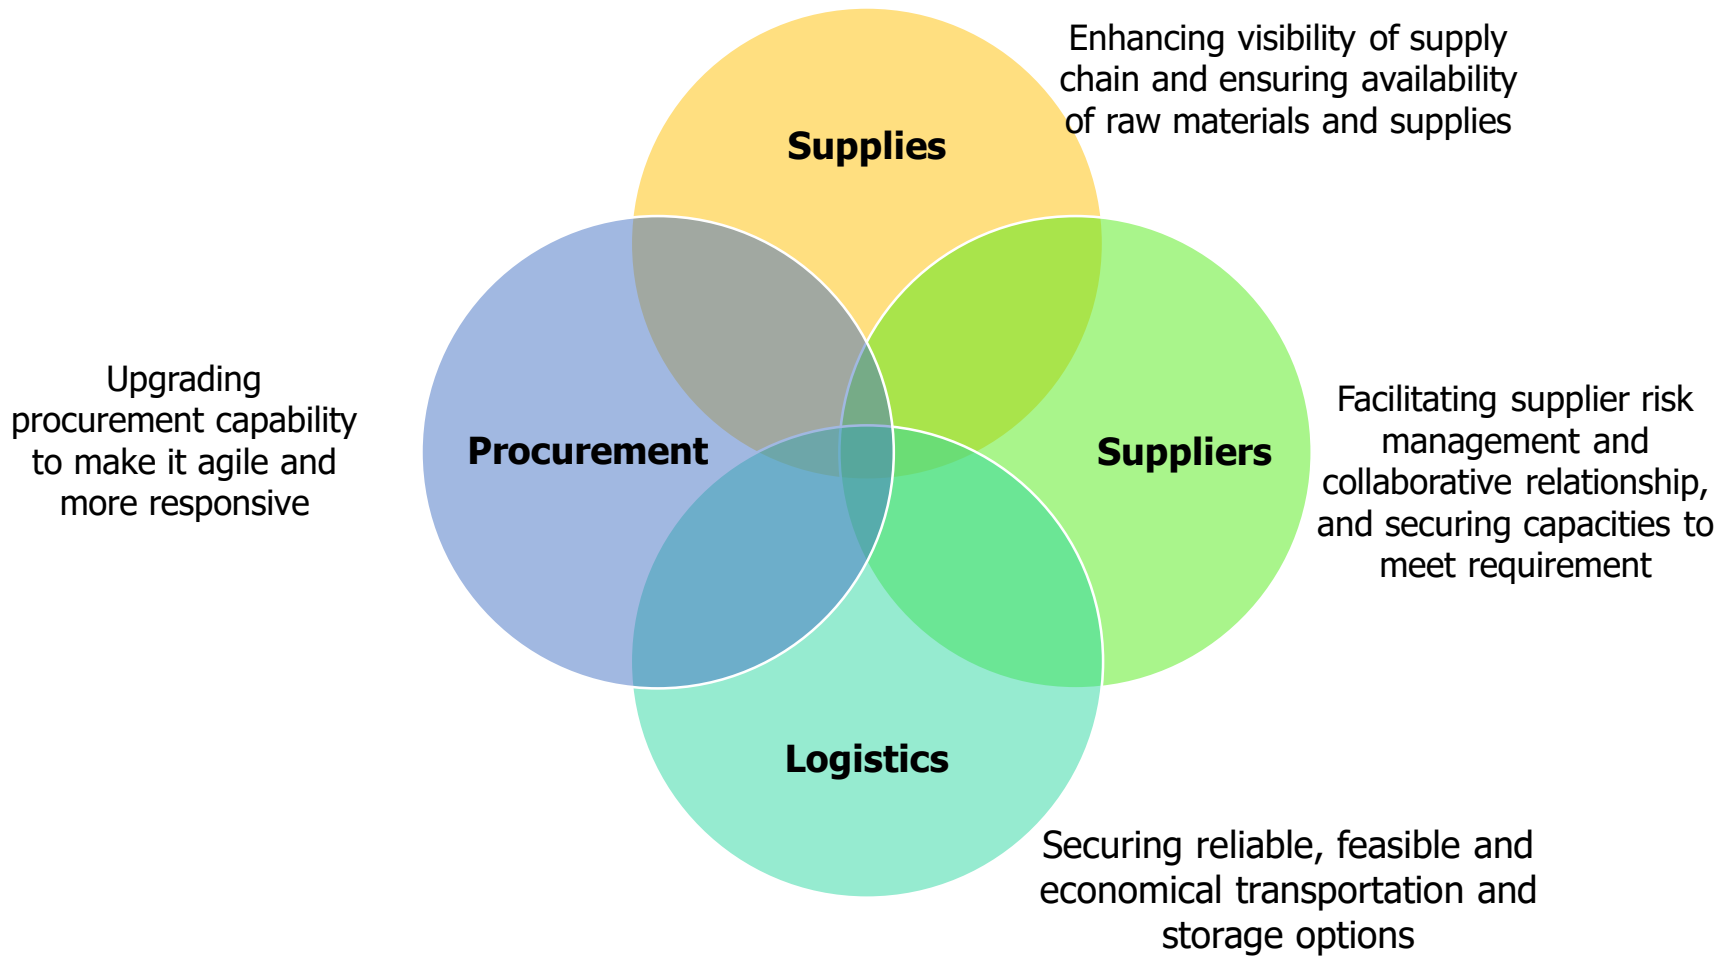 Enhancing visibility of supply
chain and ensuring availability
of raw materials and supplies
Supplies
Upgrading
procurement capability
to make it agile and
more responsive
Procurement
Suppliers
Facilitating supplier risk
management and
collaborative relationship,
and securing capacities to
meet requirement
Logistics
Securing reliable, feasible and
economical transportation and
storage options